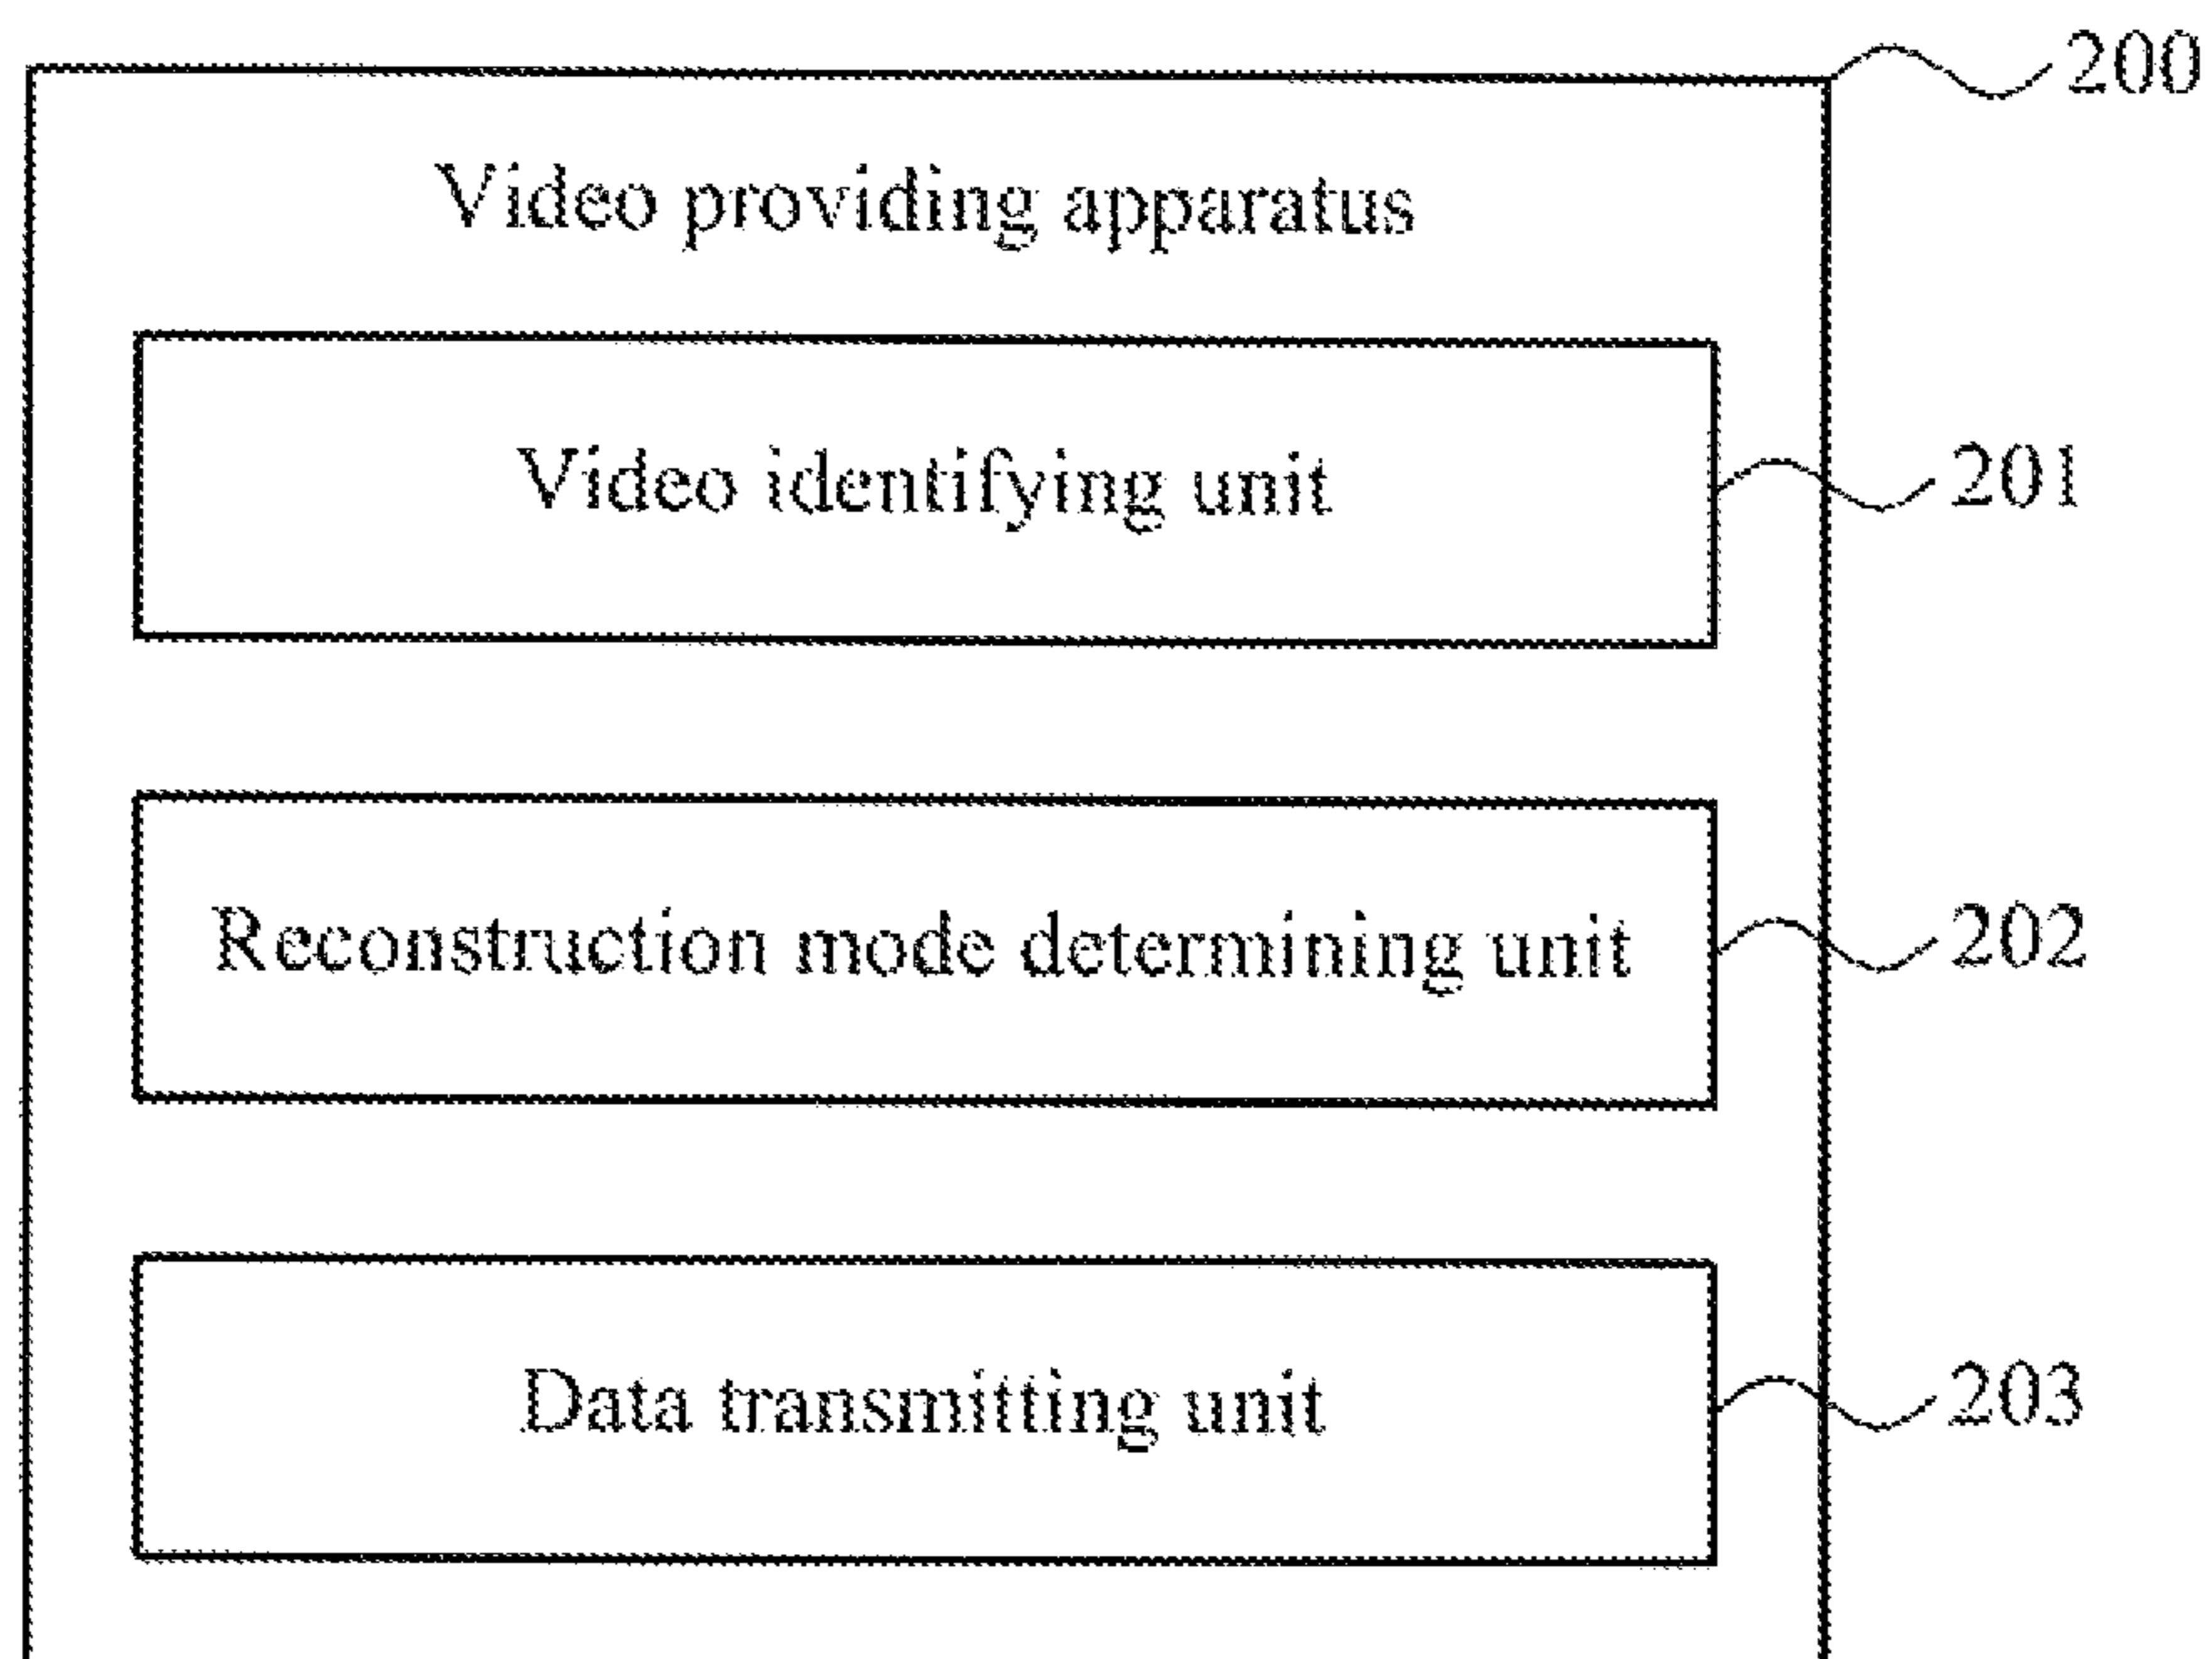 200
Video providing apparatus
Video identifying unit
201
Reconstruction mode determining unit
202
Data transmitting unit
203